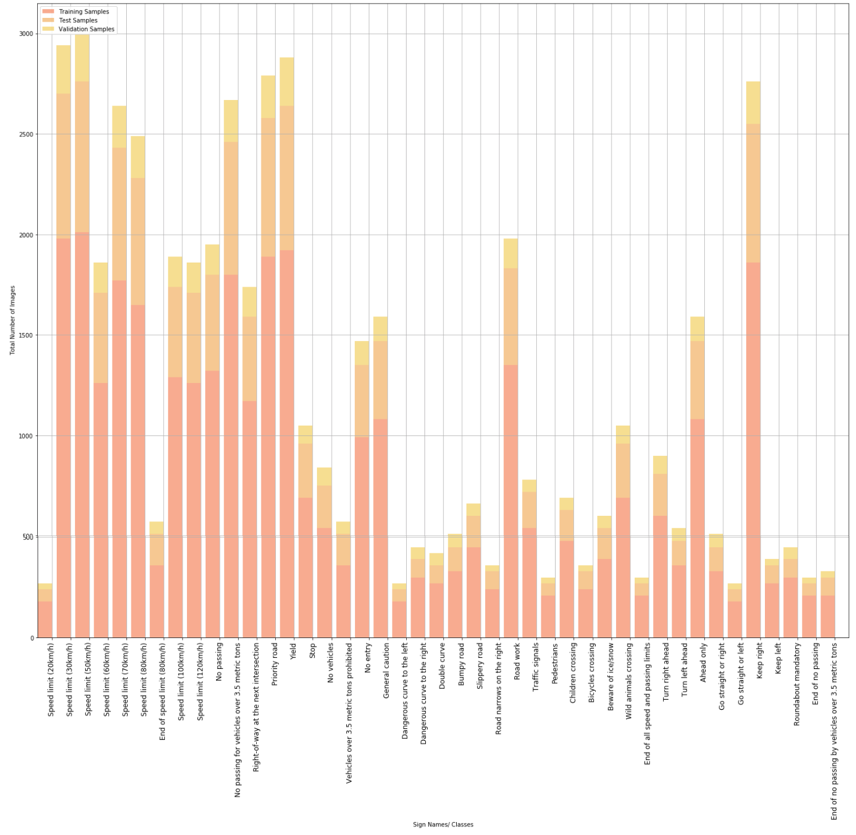 Training Samples
Test Samples
Validation Samples
3000
2500
2000
1500
1000
500
0
Total Number of Images
Speed limit (20km/h)
Speed limit (30km/h)
Speed limit (50km/h)
Speed limit (60km/h)
Speed limit (70km/h)
Speed limit (80km/h)
End of speed limit (80km/h)
Speed limit (100km/h)
Speed limit (120km/h)
No passing
No passing for vehicles over 3.5 metric tons
Right-of-way at the next intersection
Priority road
Yield
Stop
No vehicles
Vehicles over 3.5 metric tons prohibited
No entry
General caution
Dangerous curve to the left
Dangerous curve to the right
Double curve
Bumpy road
Slippery road
Road narrows on the right
Road work
Traffic signals
Pedestrians
Children crossing
Bicycles crossing
Beware of ice/snow
Wild animals crossing
End of all speed and passing limits
Turn right ahead
Turn left ahead
Ahead only
Go straight or right
Go straight or left
Keep right
Keep left
Roundabout mandatory
End of no passing
End of no passing by vehicles over 3.5 metric tons
Sign Names/ Classes